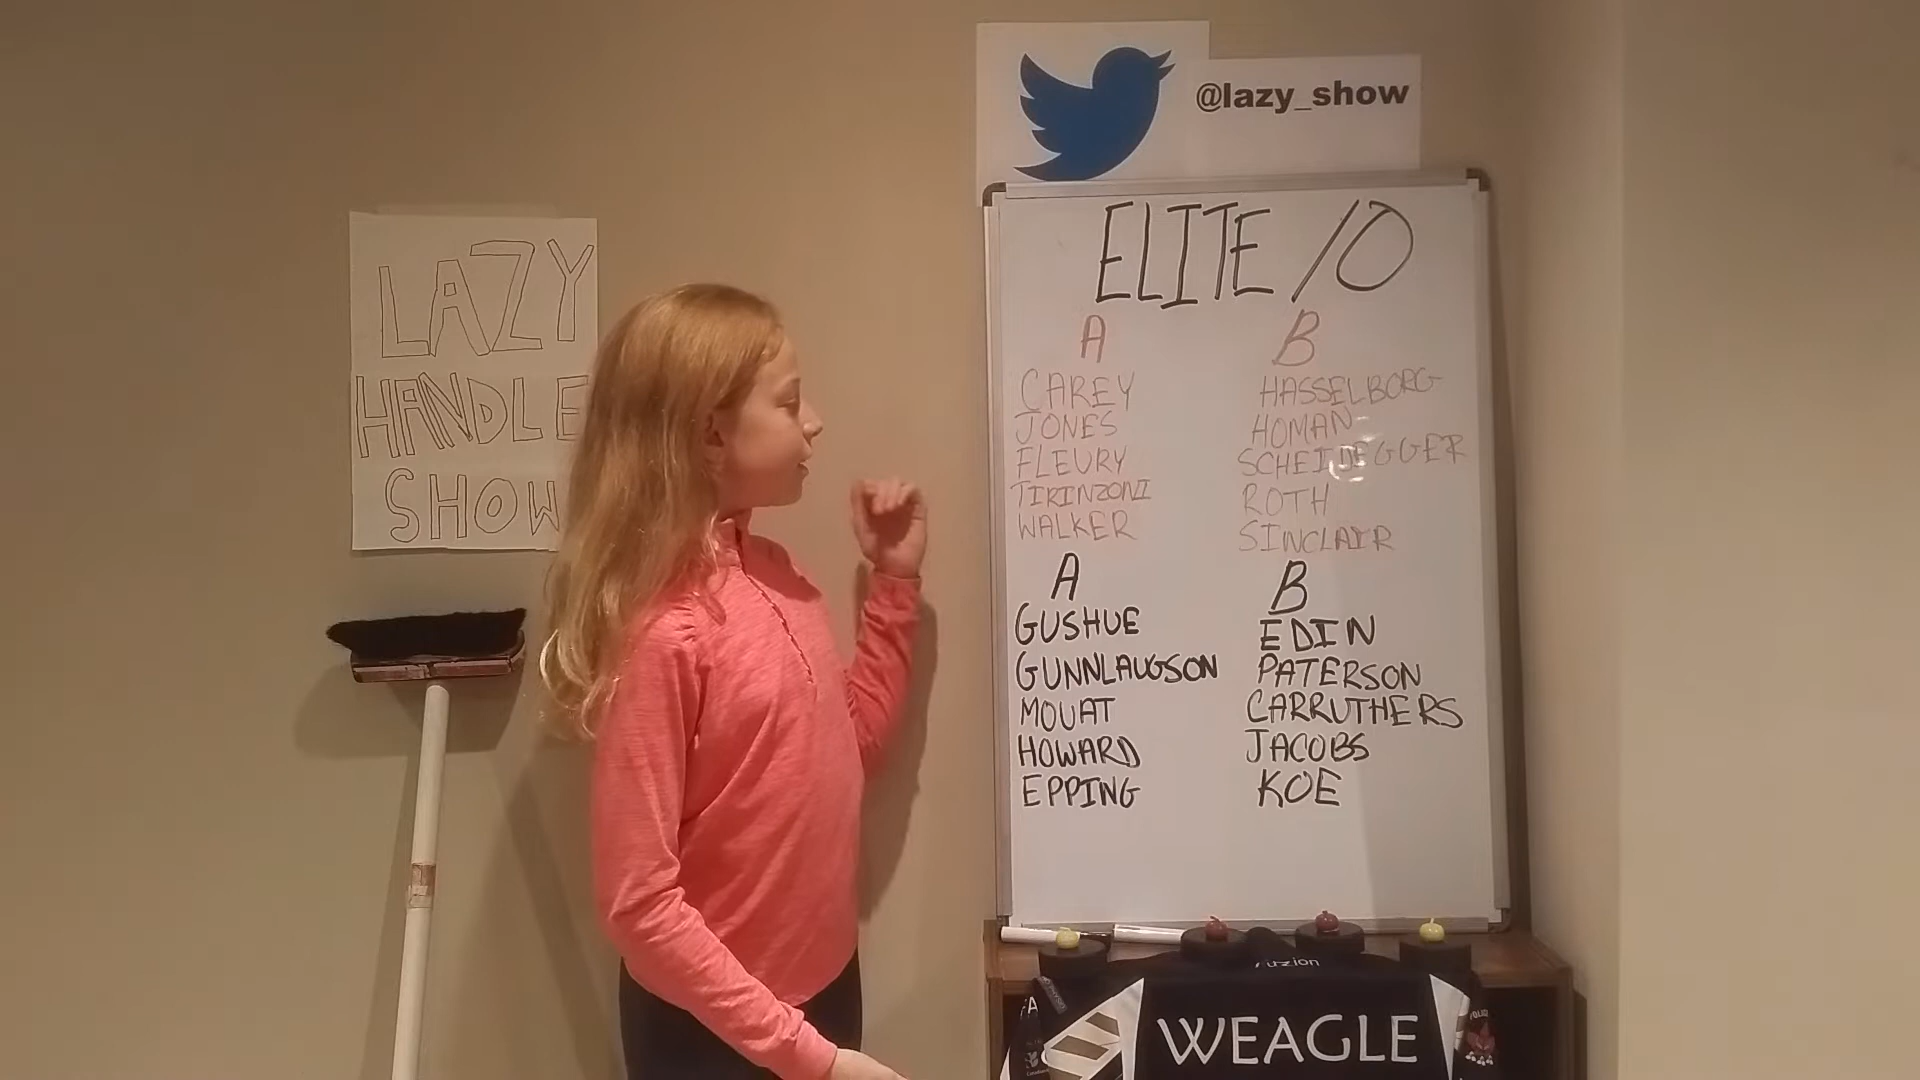 @lazy_show
LAZY
HANDLE
SHOW
ELITE 10
A
CAREY
JONES
FLEURY
TIRINZONI
WALKER
B
HASSELBORG
HOMAN
SCHEIDEGGER
ROTH
SINCLAIR
A
GUSHUE
GUNNLAUGSON
MOUAT
HOWARD
EPPING
B
EDIN
PATERSON
CARRUTHERS
JACOBS
KOE
Fuzion
WEAGLE